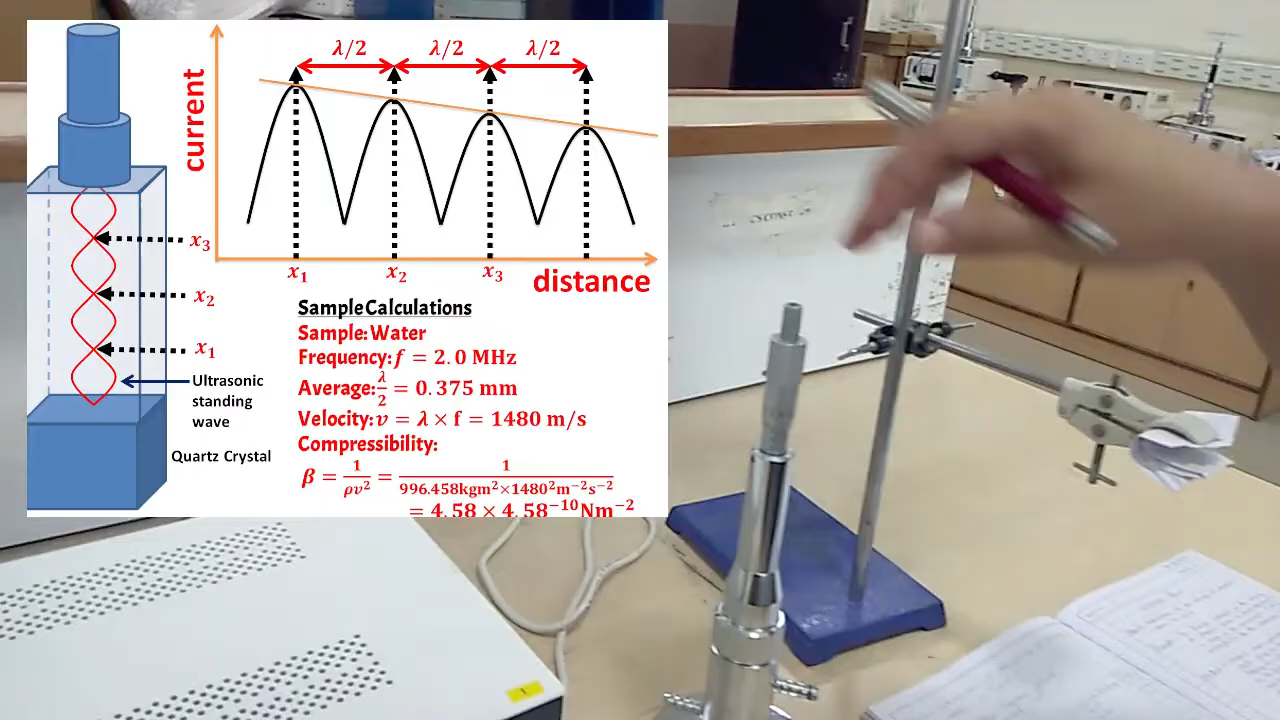 λ/2 λ/2 λ/2
current
x₃
x₂
x₁
Ultrasonic
standing
wave
Quartz Crystal
x₁ x₂ x₃
distance
Sample Calculations
Sample: Water
Frequency: f = 2.0 MHz
Average: λ/2 = 0.375 mm
Velocity: v = λ × f = 1480 m/s
Compressibility:
β = 1/ρv² = 1/996.458kgm²×1480²m⁻²s⁻²
= 4.58 × 4.58⁻¹⁰Nm⁻²
1